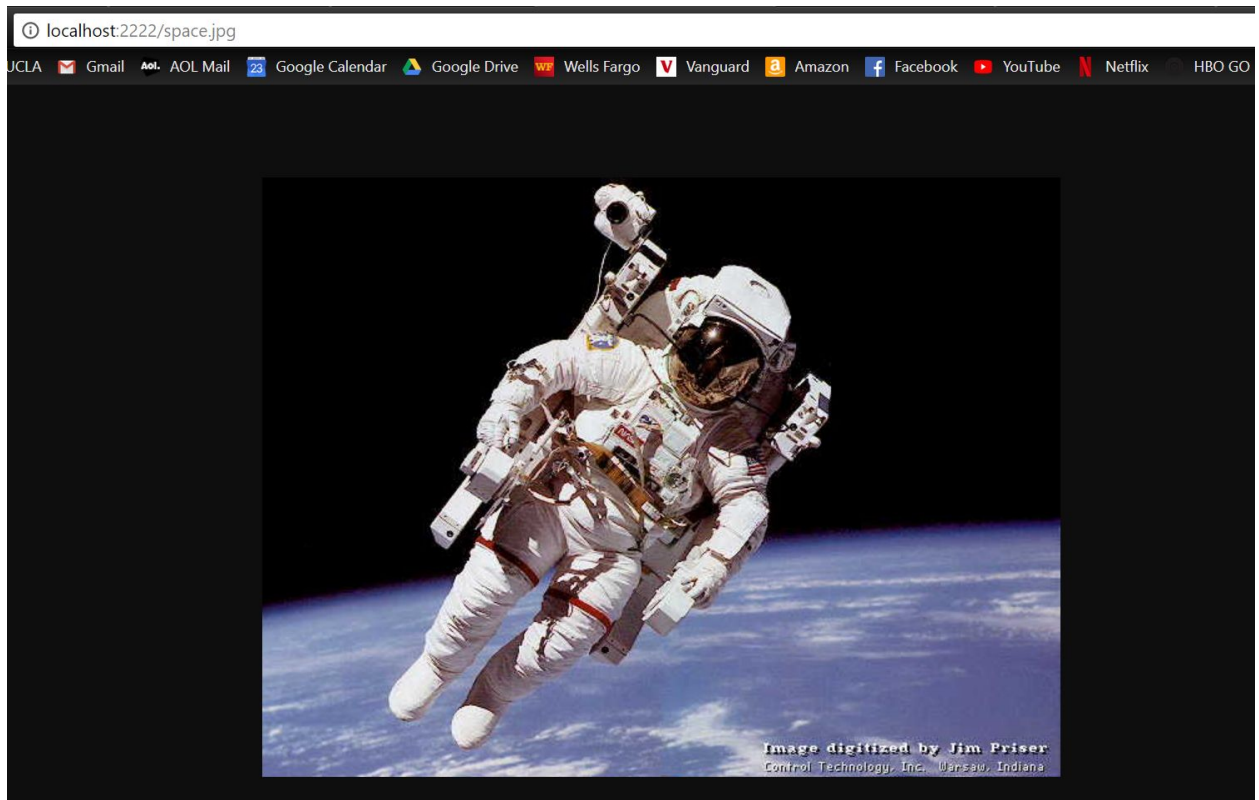 localhost:2222/space.jpg
UCLA Gmail Aol. AOL Mail 23 Google Calendar Google Drive WF Wells Fargo V Vanguard a Amazon f Facebook YouTube N Netflix HBO GO
Image digitized by Jim Priser
Control Technology, Inc. Warsaw, Indiana